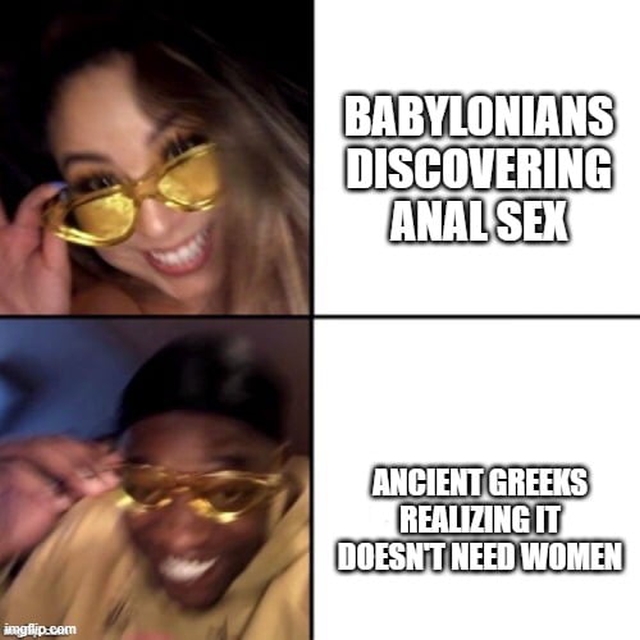 BABYLONIANS
DISCOVERING
ANAL SEX
ANCIENT GREEKS
REALIZING IT
DOESN'T NEED WOMEN
imgflip.com